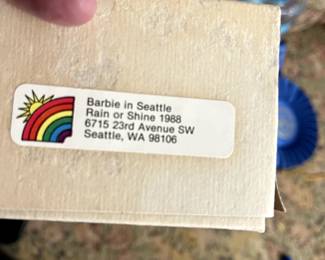 Barbie in Seattle
Rain or Shine 1988
6715 23rd Avenue SW
Seattle, WA 98106